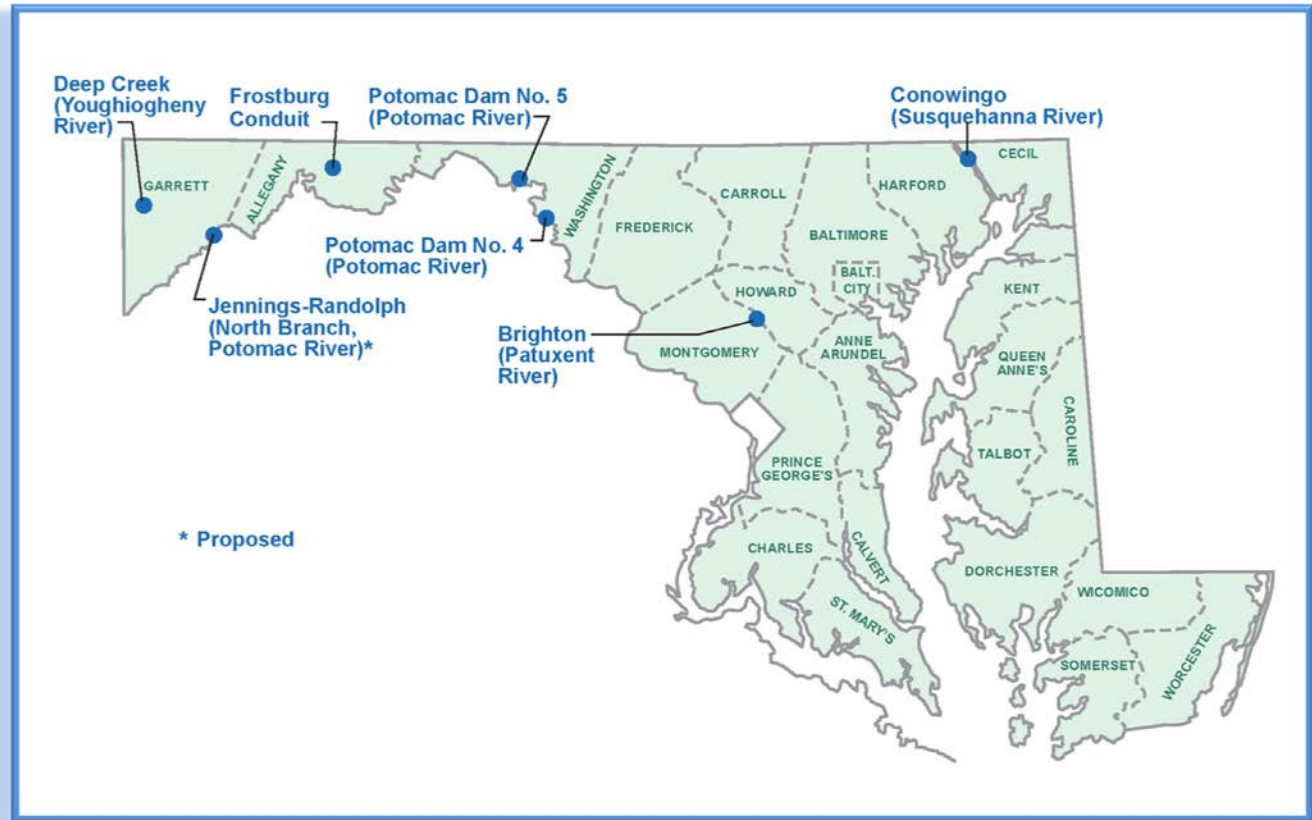 Deep Creek
(Youghiogheny
River)
Frostburg
Conduit
Potomac Dam No. 5
(Potomac River)
Conowingo
(Susquehanna River)
GARRETT
ALLEGANY
WASHINGTON
FREDERICK
CARROLL
BALTIMORE
HARFORD
CECIL
Potomac Dam No. 4
(Potomac River)
BALT.
CITY
HOWARD
KENT
Jennings-Randolph
(North Branch,
Potomac River)*
Brighton
(Patuxent
River)
MONTGOMERY
ANNE
ARUNDEL
QUEEN
ANNE'S
CAROLINE
TALBOT
PRINCE
GEORGE'S
* Proposed
CHARLES
CALVERT
ST. MARY'S
DORCHESTER
WICOMICO
SOMERSET
WORCESTER